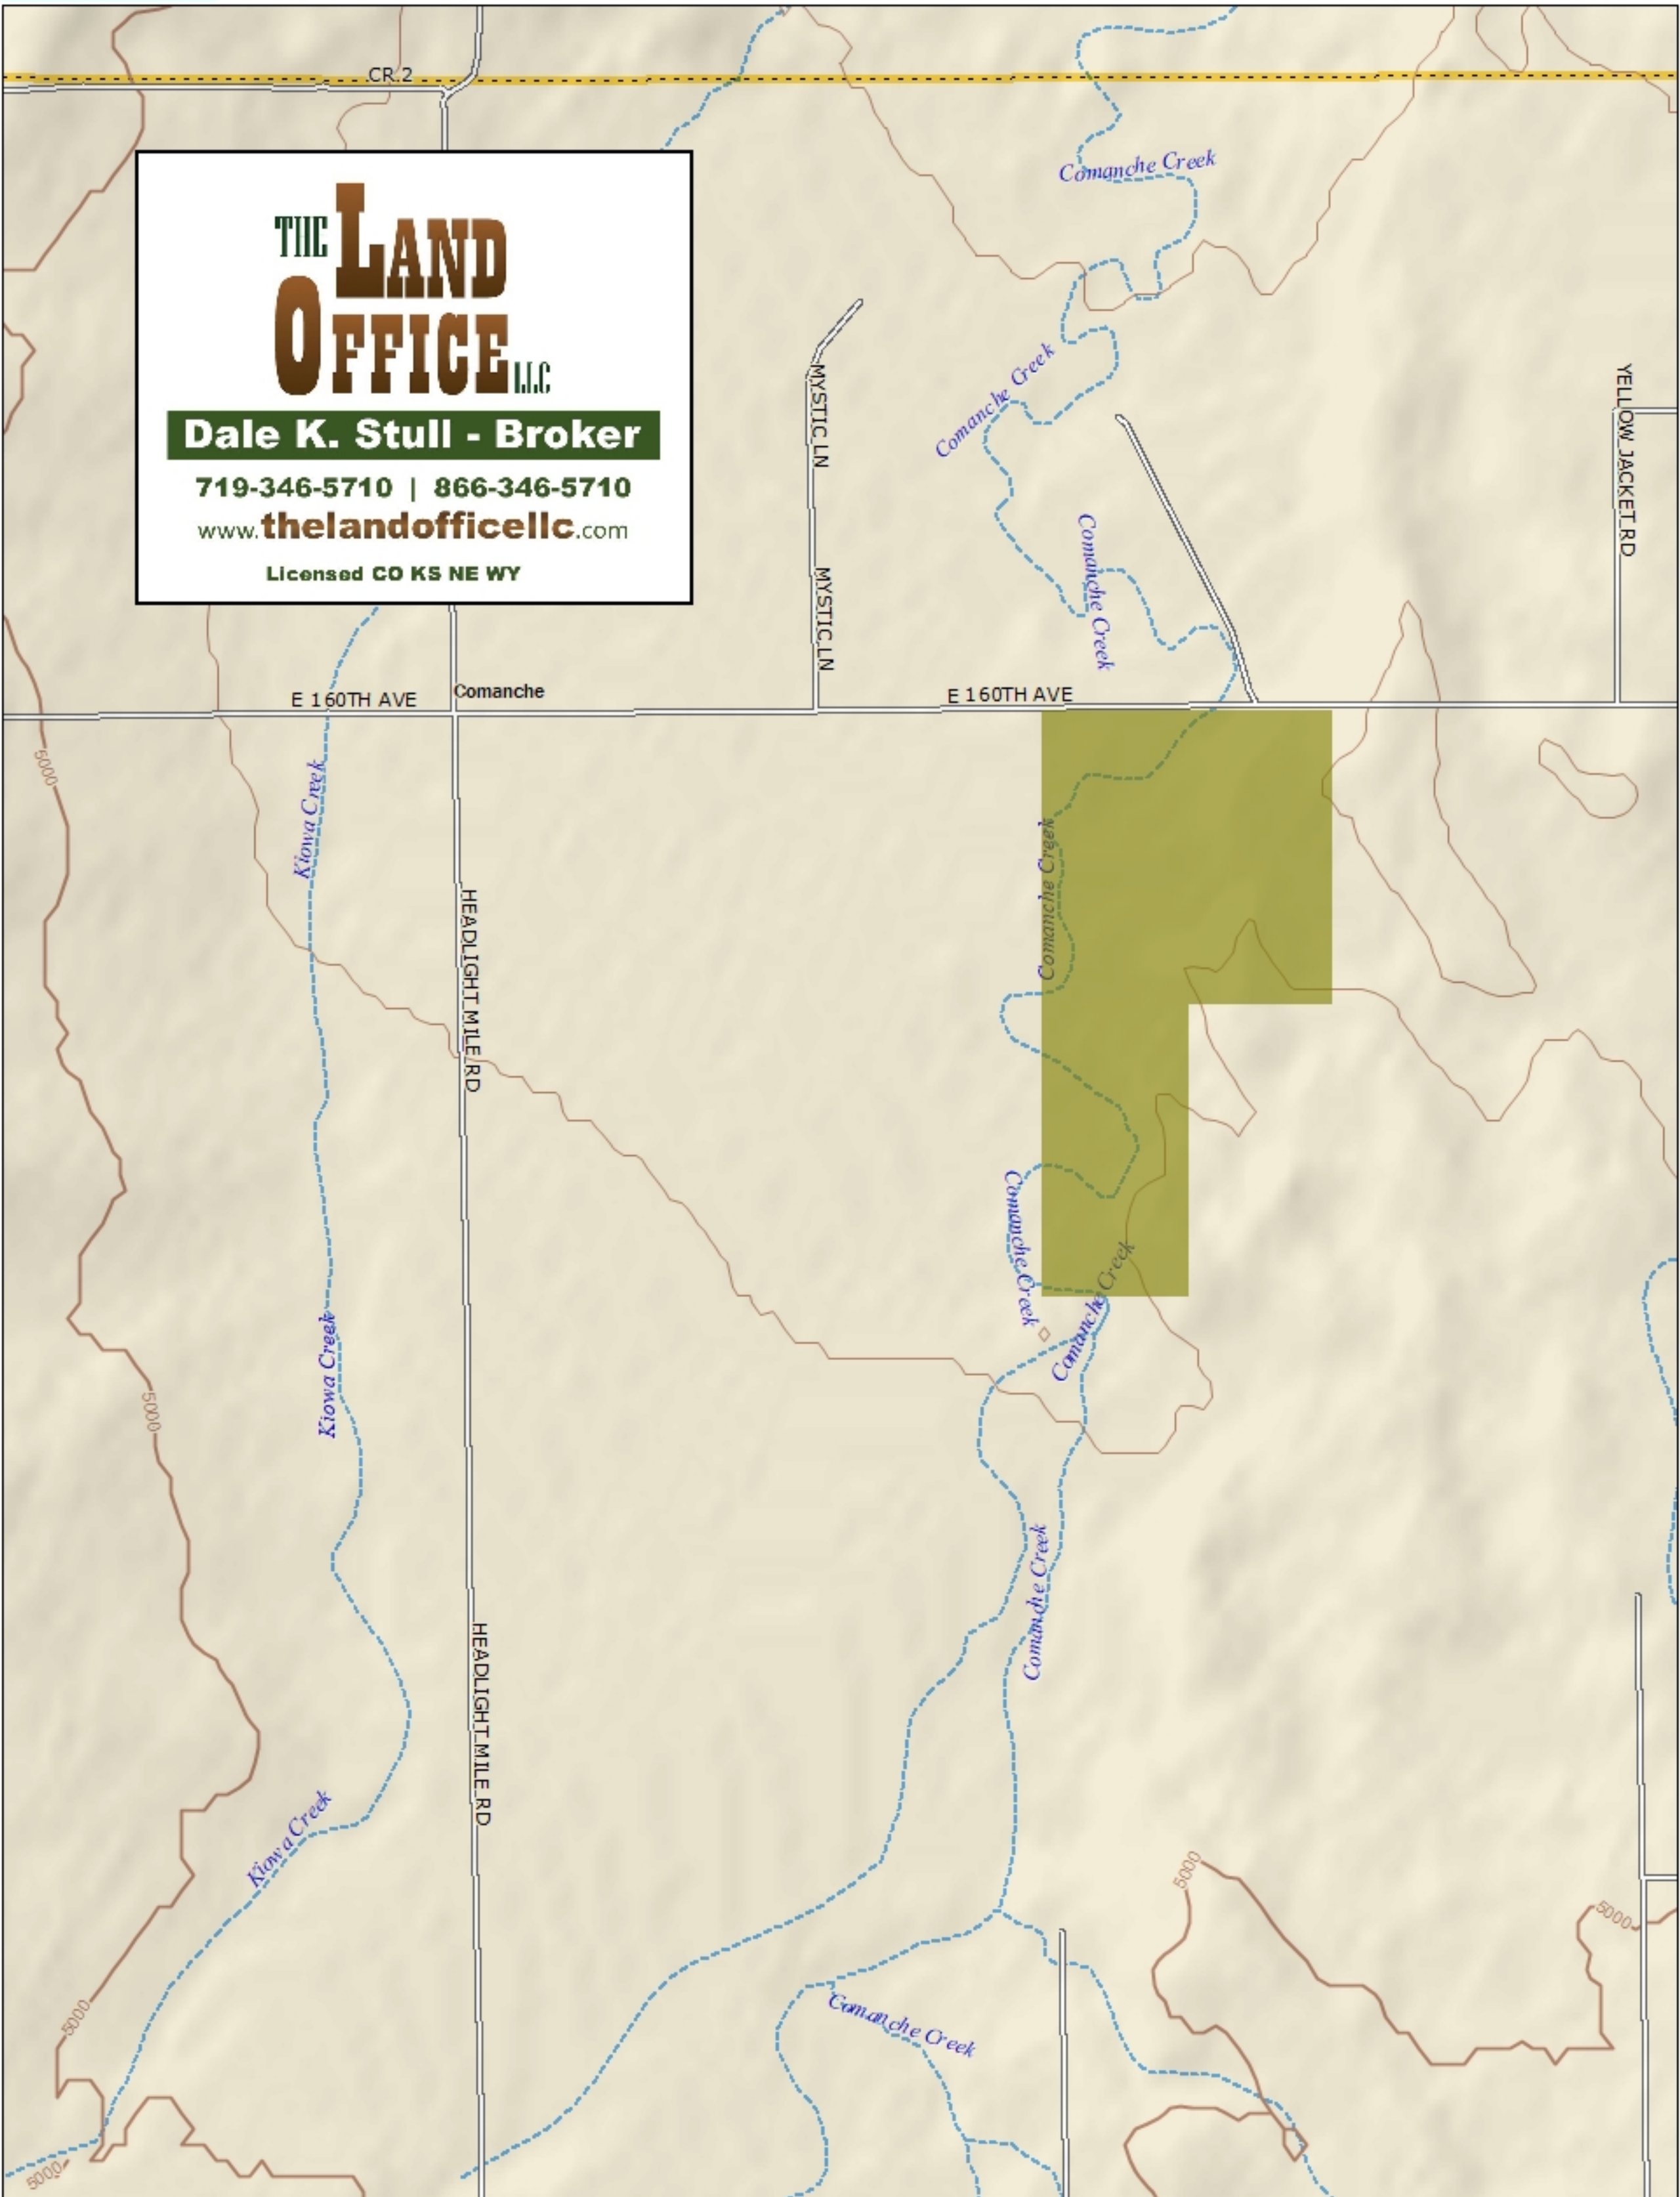 CR 2
Comanche Creek
THE LAND
OFFICE LLC
Dale K. Stull - Broker
719-346-5710 | 866-346-5710
www.thelandofficellc.com
Licensed CO KS NE WY
Comanche Creek
MYSTIC LN
YELLOW JACKET RD
Comanche Creek
MYSTIC LN
E 160TH AVE
Comanche
E 160TH AVE
5000
Kiowa Creek
Comanche Creek
HEADLIGHT MILE RD
Comanche Creek
Comanche Creek
Kiowa Creek
5000
Comanche Creek
HEADLIGHT MILE RD
Kiowa Creek
5000
5000
5000
Comanche Creek
5000